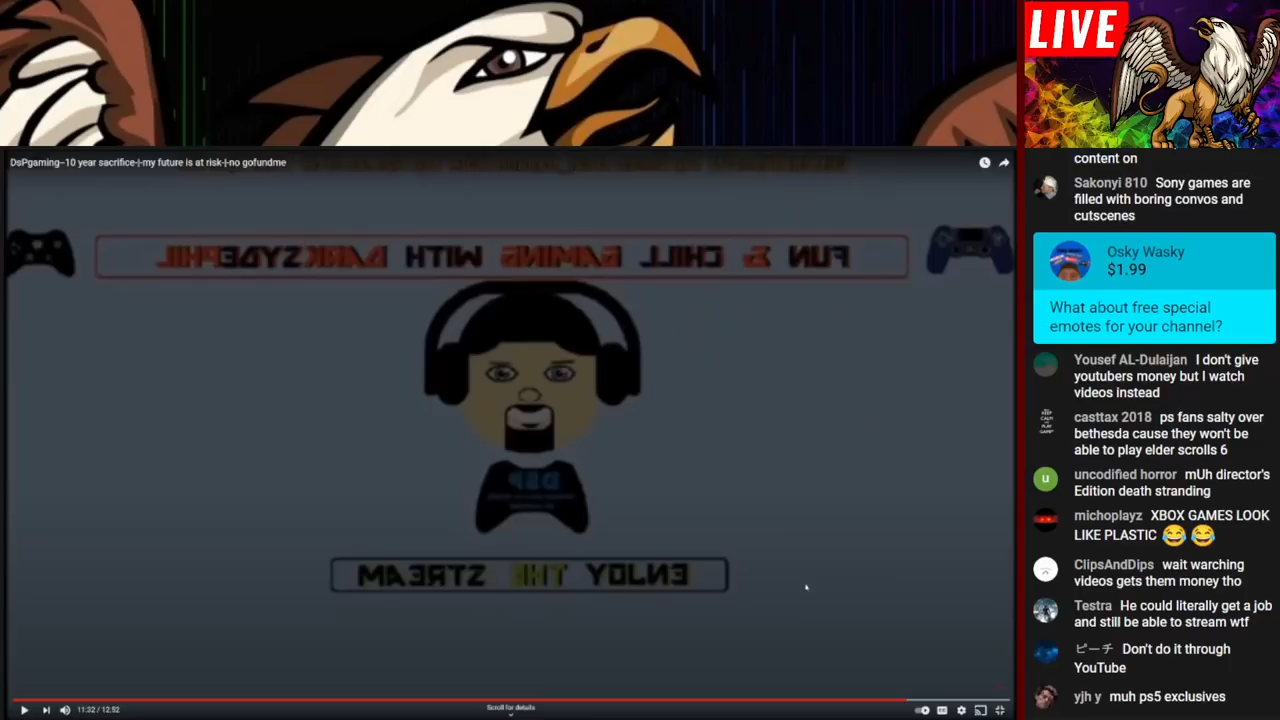 LIVE
DsPgaming--10 year sacrifice-|-my future is at risk-|-no gofundme
FUN & CHILL GAMING WITH DARKSYDEPHIL
DSP
ENJOY THE STREAM
11:32 / 12:52
Scroll for details
content on
Sakonyi 810 Sony games are
filled with boring convos and
cutscenes
Osky Wasky
$1.99
What about free special
emotes for your channel?
Yousef AL-Dulaijan I don't give
youtubers money but I watch
videos instead
KEEP
CALM
AND
PLAY
GAME
casttax 2018 ps fans salty over
bethesda cause they won't be
able to play elder scrolls 6
u
uncodified horror mUh director's
Edition death stranding
michoplayz XBOX GAMES LOOK
LIKE PLASTIC 😂 😂
ClipsAndDips wait warching
videos gets them money tho
Testra He could literally get a job
and still be able to stream wtf
ピーチ Don't do it through
YouTube
yjh y muh ps5 exclusives